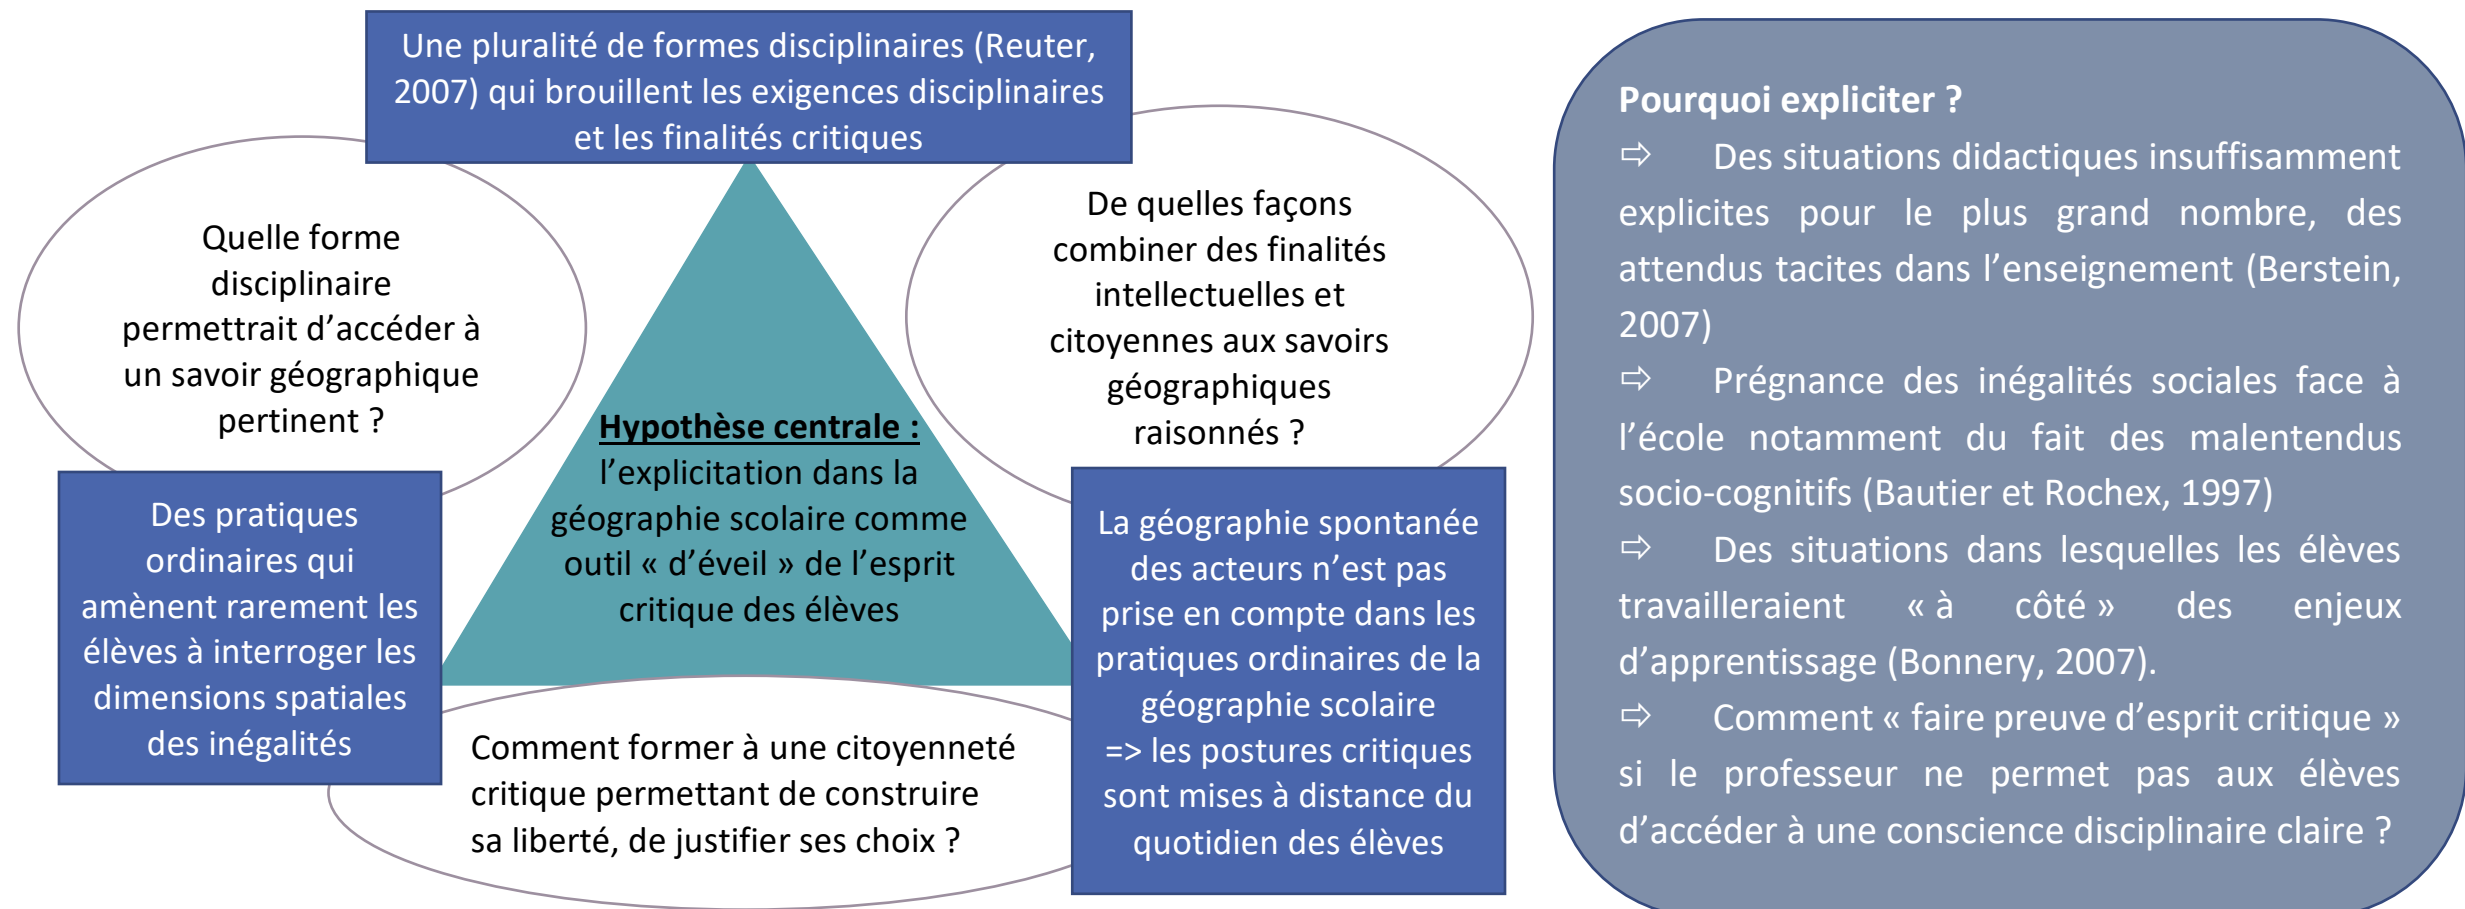 Une pluralité de formes disciplinaires (Reuter,
2007) qui brouillent les exigences disciplinaires
et les finalités critiques
Quelle forme
disciplinaire
permettrait d’accéder à
un savoir géographique
pertinent ?
De quelles façons
combiner des finalités
intellectuelles et
citoyennes aux savoirs
géographiques
raisonnés ?
Hypothèse centrale :
l’explicitation dans la
géographie scolaire comme
outil « d’éveil » de l’esprit
critique des élèves
Des pratiques
ordinaires qui
amènent rarement les
élèves à interroger les
dimensions spatiales
des inégalités
La géographie spontanée
des acteurs n’est pas
prise en compte dans les
pratiques ordinaires de la
géographie scolaire
=> les postures critiques
sont mises à distance du
quotidien des élèves
Comment former à une citoyenneté
critique permettant de construire
sa liberté, de justifier ses choix ?
Pourquoi expliciter ?
⇨ Des situations didactiques insuffisamment
explicites pour le plus grand nombre, des
attendus tacites dans l’enseignement (Berstein,
2007)
⇨ Prégnance des inégalités sociales face à
l’école notamment du fait des malentendus
socio-cognitifs (Bautier et Rochex, 1997)
⇨ Des situations dans lesquelles les élèves
travailleraient « à côté » des enjeux
d’apprentissage (Bonnery, 2007).
⇨ Comment « faire preuve d’esprit critique »
si le professeur ne permet pas aux élèves
d’accéder à une conscience disciplinaire claire ?